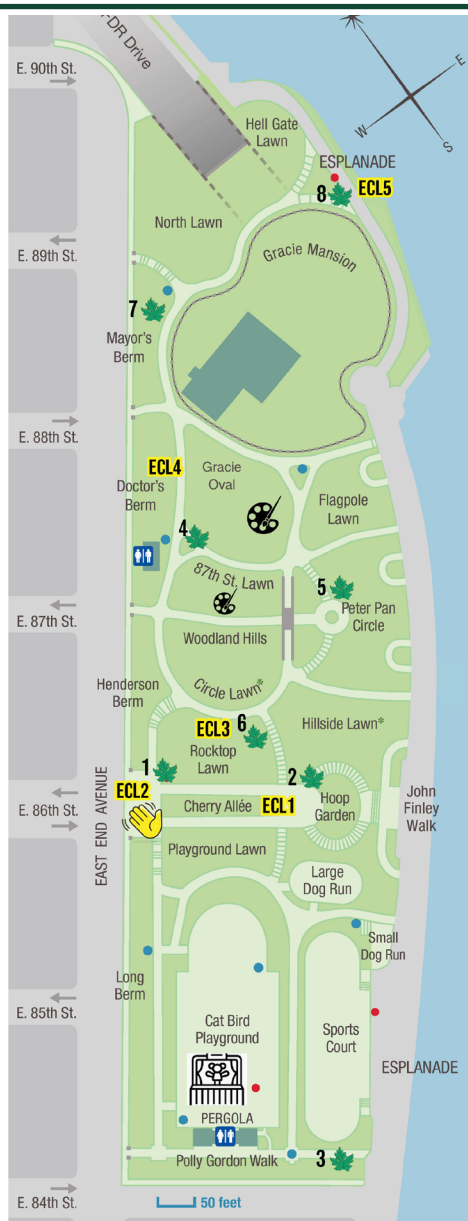 E. 90th St.
FDR Drive
N
E
W
S
Hell Gate
Lawn
ESPLANADE
8
ECL5
North Lawn
E. 89th St.
Gracie Mansion
7
Mayor's
Berm
E. 88th St.
ECL4
Gracie
Oval
Doctor's
Berm
Flagpole
Lawn
4
87th St. Lawn
5
E. 87th St.
Peter Pan
Circle
Woodland Hills
Henderson
Berm
Circle Lawn*
ECL3
6
Hillside Lawn*
Rocktop
Lawn
1
2
ECL2
EAST END AVENUE
E. 86th St.
Cherry Allée
ECL1
Hoop
Garden
John
Finley
Walk
Playground Lawn
Large
Dog Run
Small
Dog Run
Long
Berm
E. 85th St.
Cat Bird
Playground
Sports
Court
ESPLANADE
PERGOLA
Polly Gordon Walk
3
E. 84th St.
50 feet